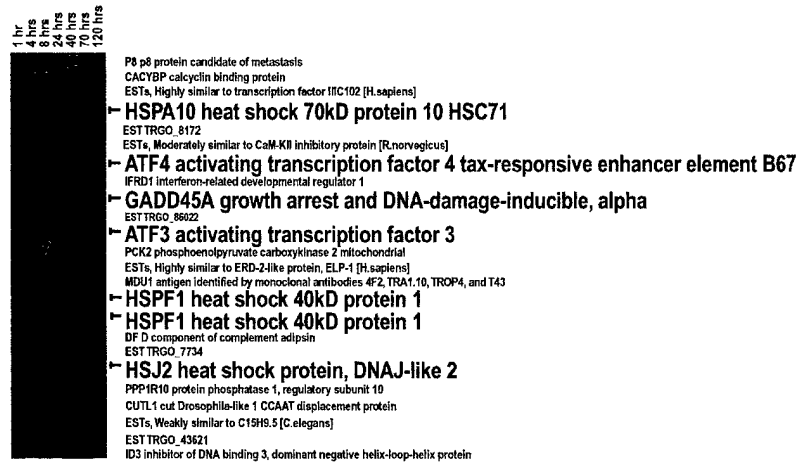 1 hr
4 hrs
8 hrs
24 hrs
40 hrs
70 hrs
120 hrs
P8 p8 protein candidate of metastasis
CACYBP calcyclin binding protein
ESTs, Highly similar to transcription factor IIIC102 [H.sapiens]
HSPA10 heat shock 70kD protein 10 HSC71
EST TRGO_8172
ESTs, Moderately similar to CaM-KII inhibitory protein [R.norvegicus]
ATF4 activating transcription factor 4 tax-responsive enhancer element B67
IFRD1 interferon-related developmental regulator 1
GADD45A growth arrest and DNA-damage-inducible, alpha
EST TRGO_86022
ATF3 activating transcription factor 3
PCK2 phosphoenolpyruvate carboxykinase 2 mitochondrial
ESTs, Highly similar to ERD-2-like protein, ELP-1 [H.sapiens]
MDU1 antigen identified by monoclonal antibodies 4F2, TRA1.10, TROP4, and T43
HSPF1 heat shock 40kD protein 1
HSPF1 heat shock 40kD protein 1
DF D component of complement adipsin
EST TRGO_7734
HSJ2 heat shock protein, DNAJ-like 2
PPP1R10 protein phosphatase 1, regulatory subunit 10
CUTL1 cut Drosophila-like 1 CCAAT displacement protein
ESTs, Weakly similar to C15H9.5 [C.elegans]
EST TRGO_43621
ID3 inhibitor of DNA binding 3, dominant negative helix-loop-helix protein